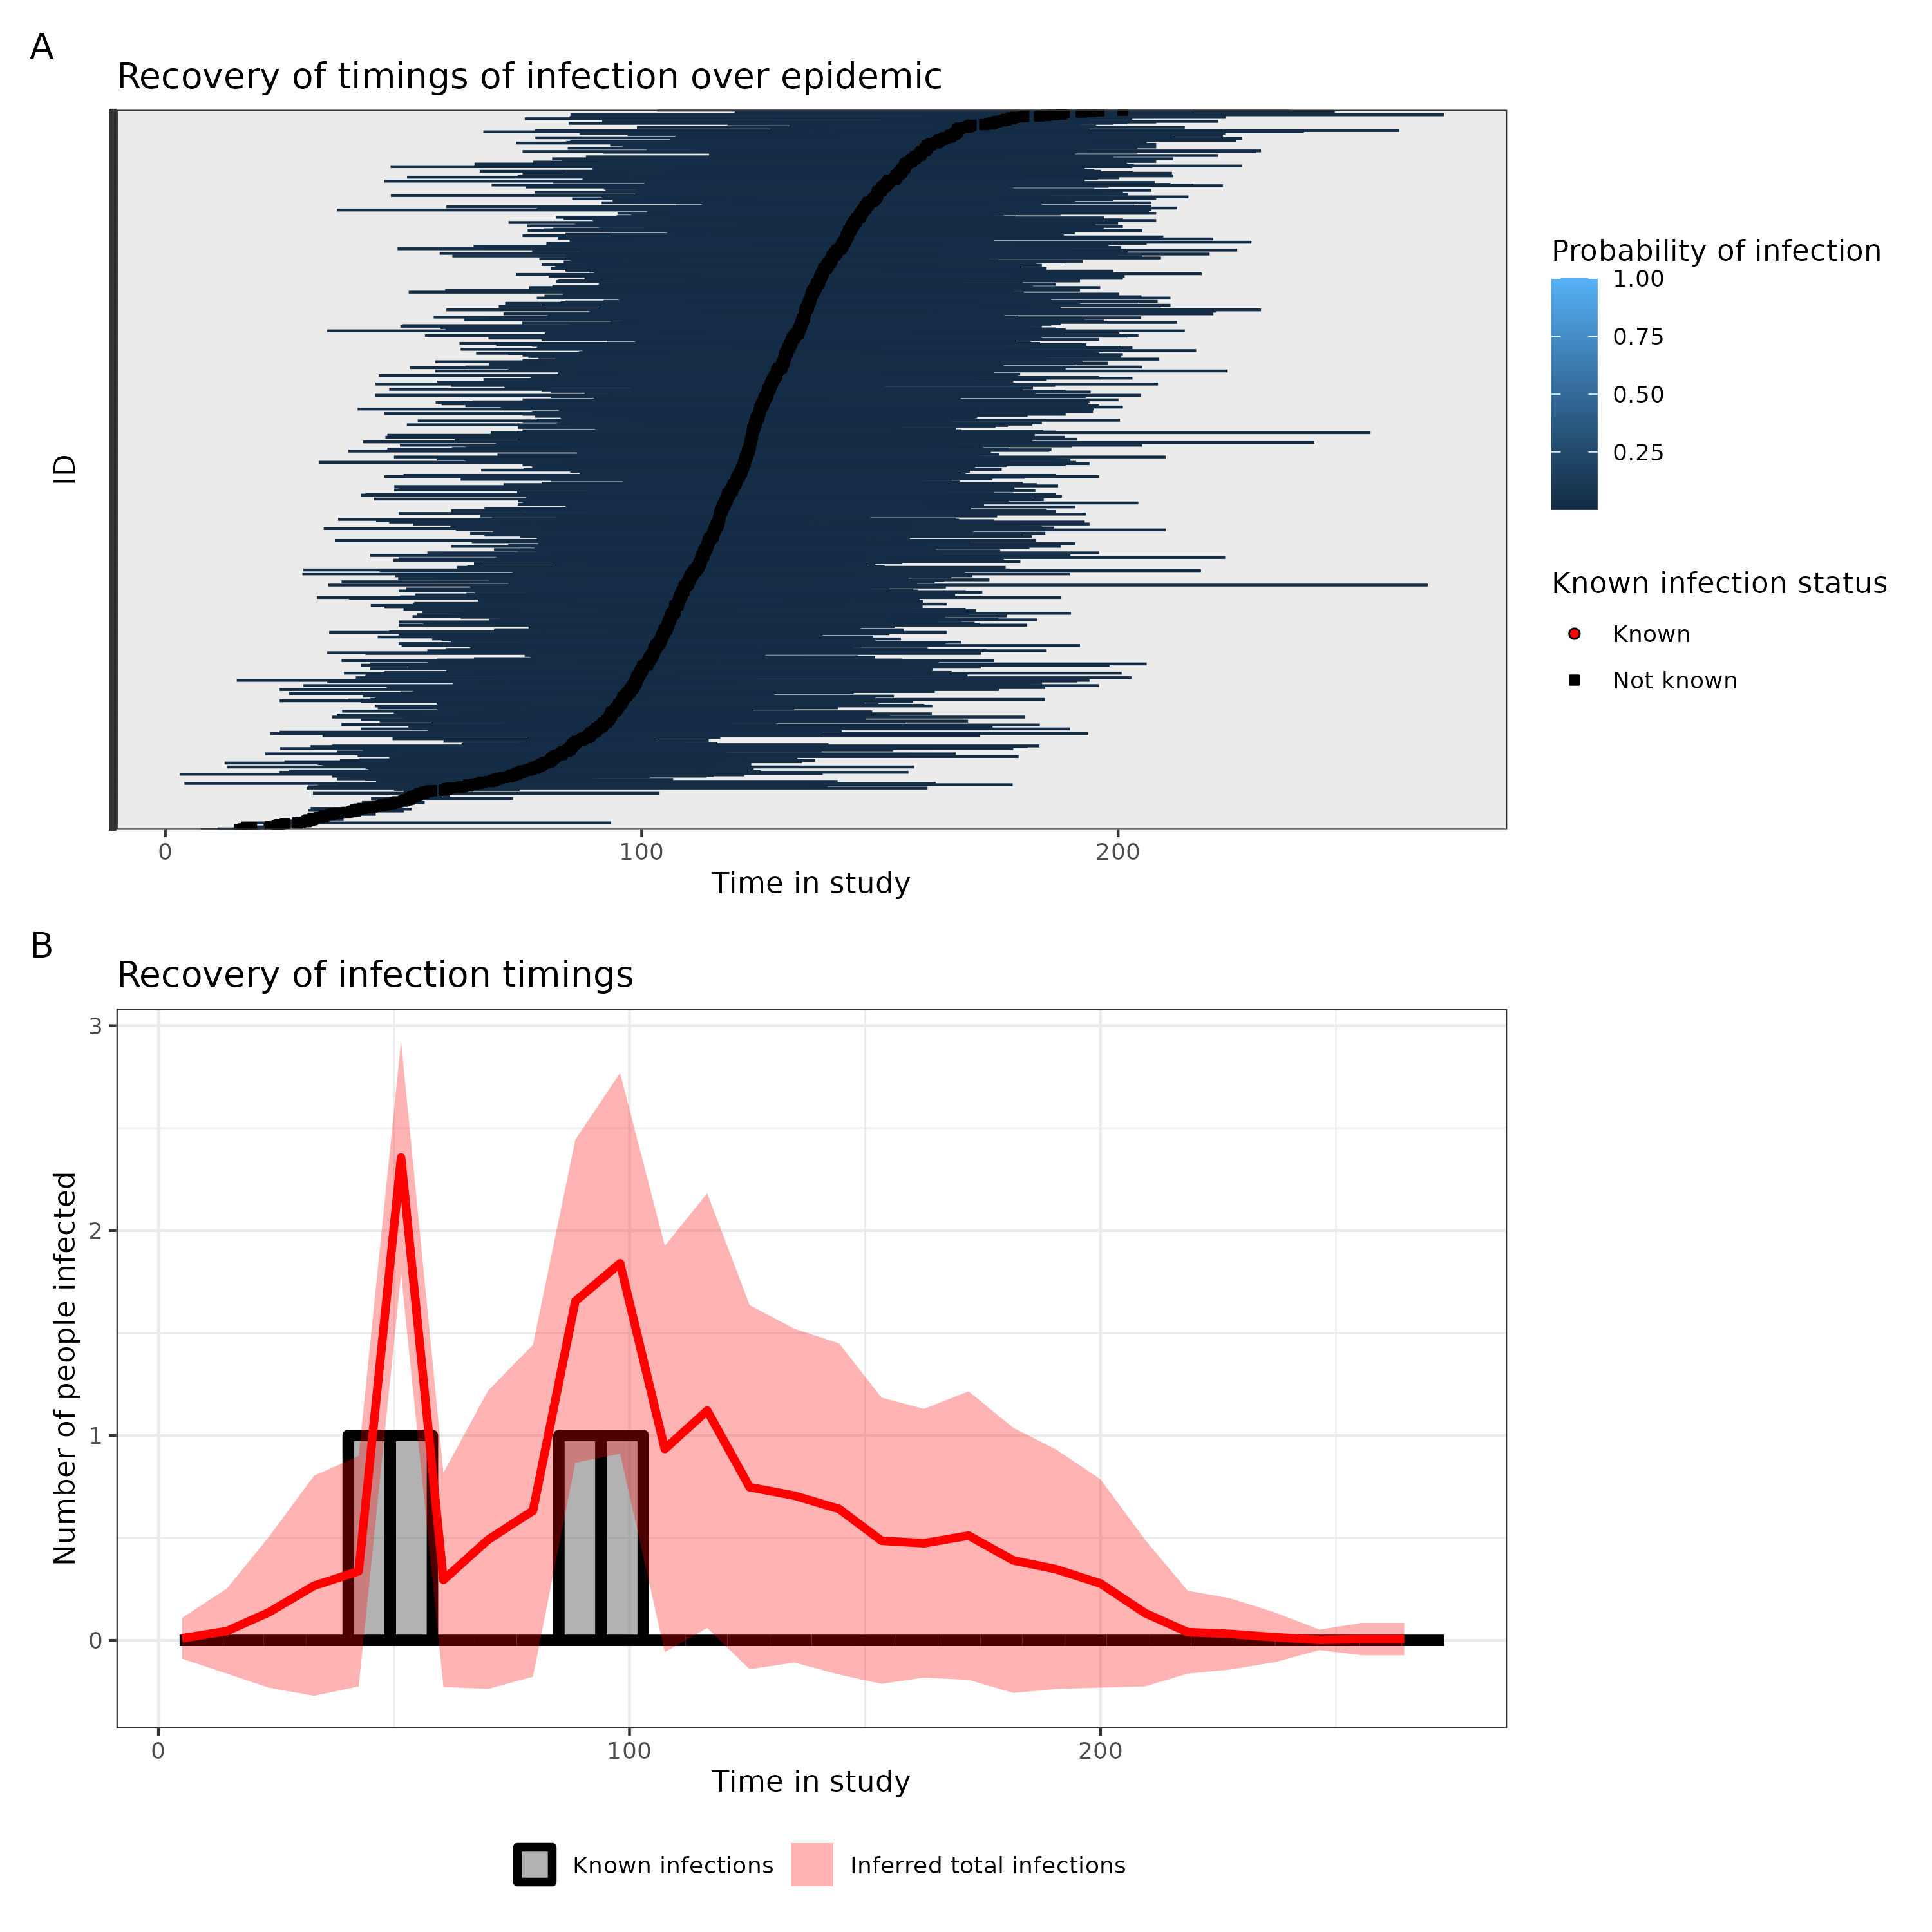 A
Recovery of timings of infection over epidemic
ID
0 100 200
Time in study
Probability of infection
1.00
0.75
0.50
0.25
Known infection status
Known
Not known
B
Recovery of infection timings
Number of people infected
3
2
1
0
0 100 200
Time in study
Known infections Inferred total infections